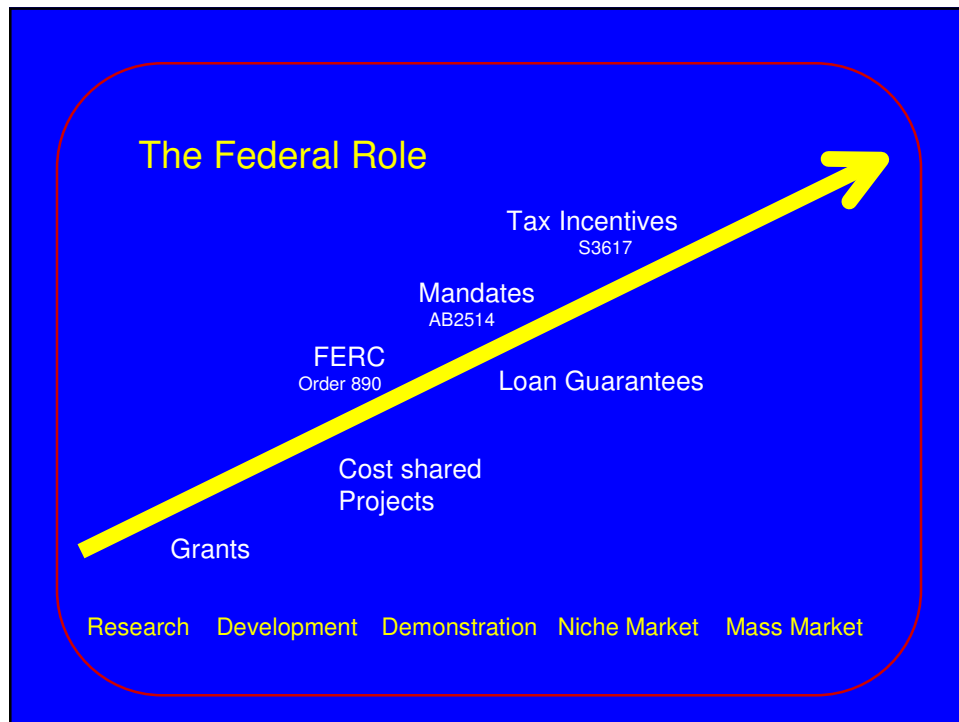 The Federal Role
Tax Incentives
S3617
Mandates
AB2514
FERC
Order 890
Loan Guarantees
Cost shared
Projects
Grants
Research Development Demonstration Niche Market Mass Market